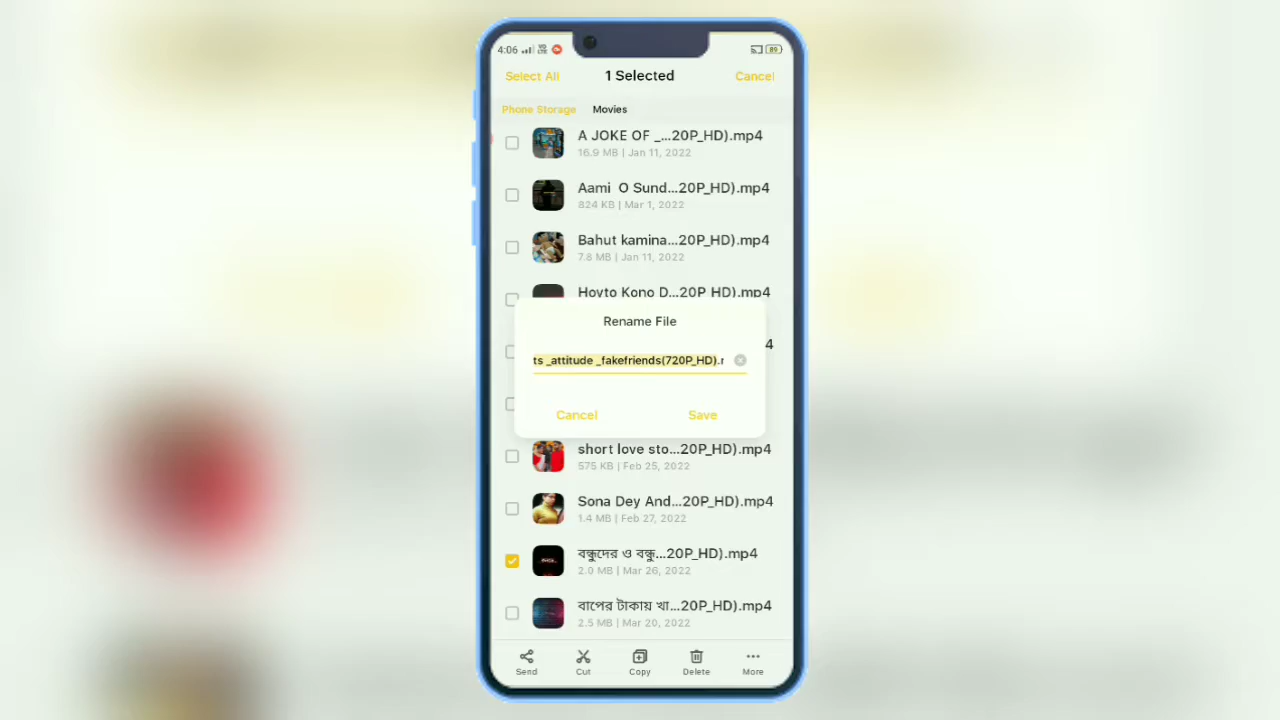 4:06
89
Select All 1 Selected Cancel
Phone Storage Movies
A JOKE OF _...20P_HD).mp4
16.9 MB | Jan 11, 2022
Aami O Sund...20P_HD).mp4
824 KB | Mar 1, 2022
Bahut kamina...20P_HD).mp4
7.8 MB | Jan 11, 2022
Hoyto Kono D...20P_HD).mp4
Rename File
4
ts _attitude _fakefriends(720P_HD).
Cancel Save
short love sto...20P_HD).mp4
575 KB | Feb 25, 2022
Sona Dey And...20P_HD).mp4
1.4 MB | Feb 27, 2022
বন্ধুদের ও বন্ধু...20P_HD).mp4
2.0 MB | Mar 26, 2022
বাপের টাকায় খা...20P_HD).mp4
2.5 MB | Mar 20, 2022
Send Cut Copy Delete More